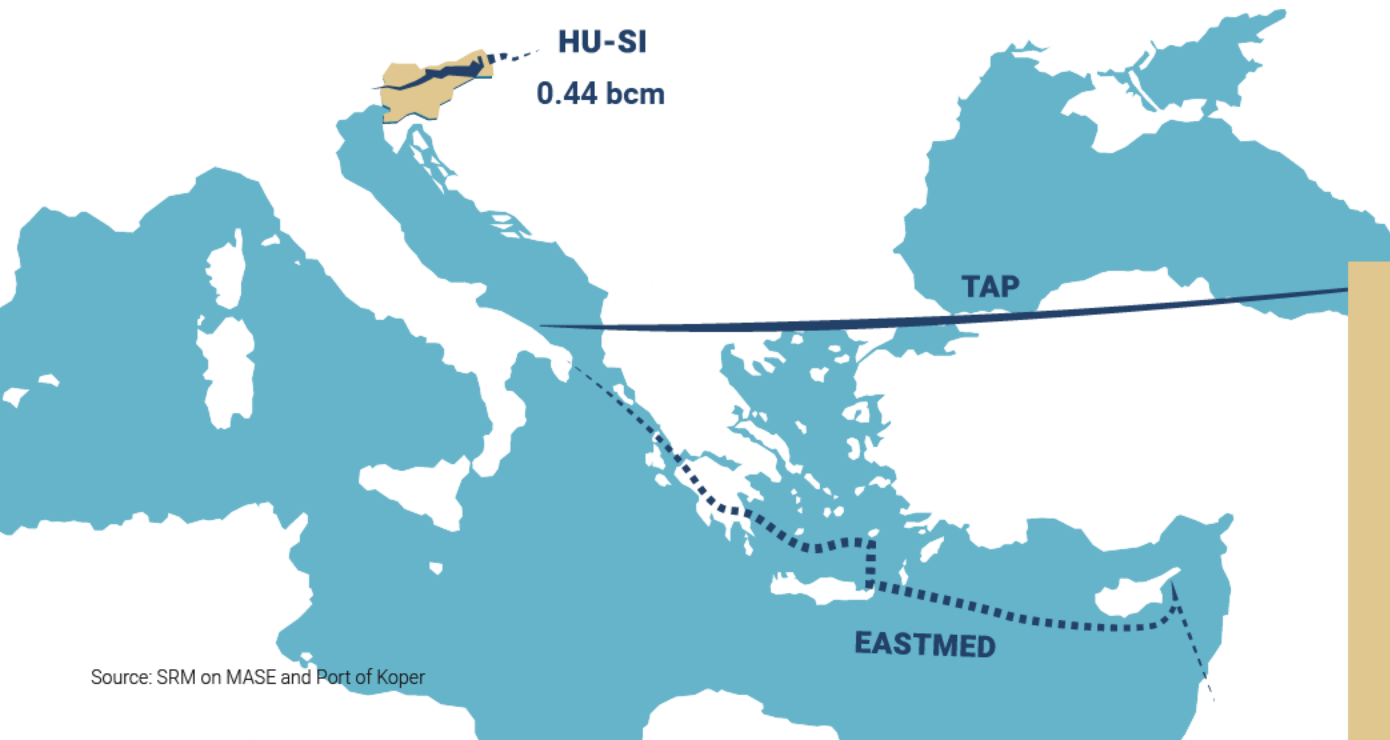 HU-SI
0.44 bcm
TAP
EASTMED
Source: SRM on MASE and Port of Koper